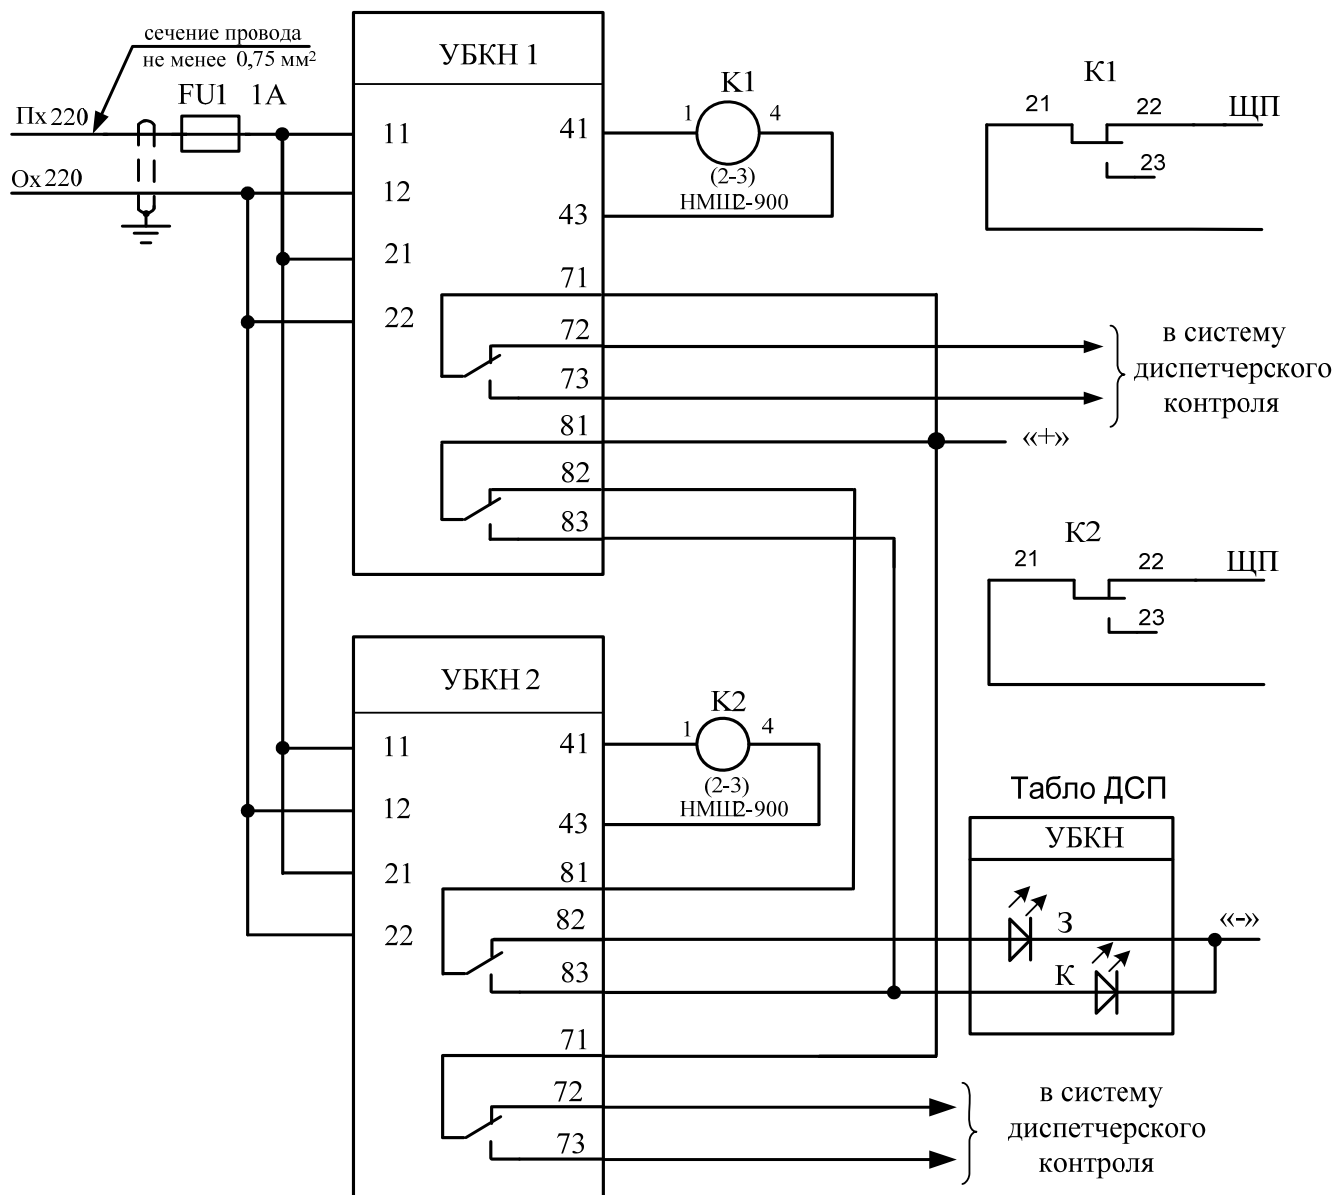 сечение провода
не менее 0,75 мм²
FU1 1А
Пх 220
Ох 220
УБКН 1
11
12
21
22
41
43
71
72
73
81
82
83
К1
1
4
(2-3)
НМШ2-900
К1
21
22
ЩП
23
в систему
диспетчерского
контроля
«+»
К2
21
22
ЩП
23
УБКН 2
11
12
21
22
41
43
81
82
83
71
72
73
К2
1
4
(2-3)
НМШ2-900
Табло ДСП
УБКН
З
К
«-»
в систему
диспетчерского
контроля